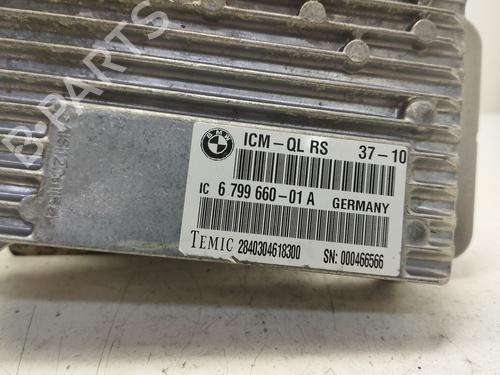 B-PARTS
BMW
ICM-QL RS 37-10
IC 6 799 660-01 A GERMANY
TEMIC 2840304618300 SN: 000466566